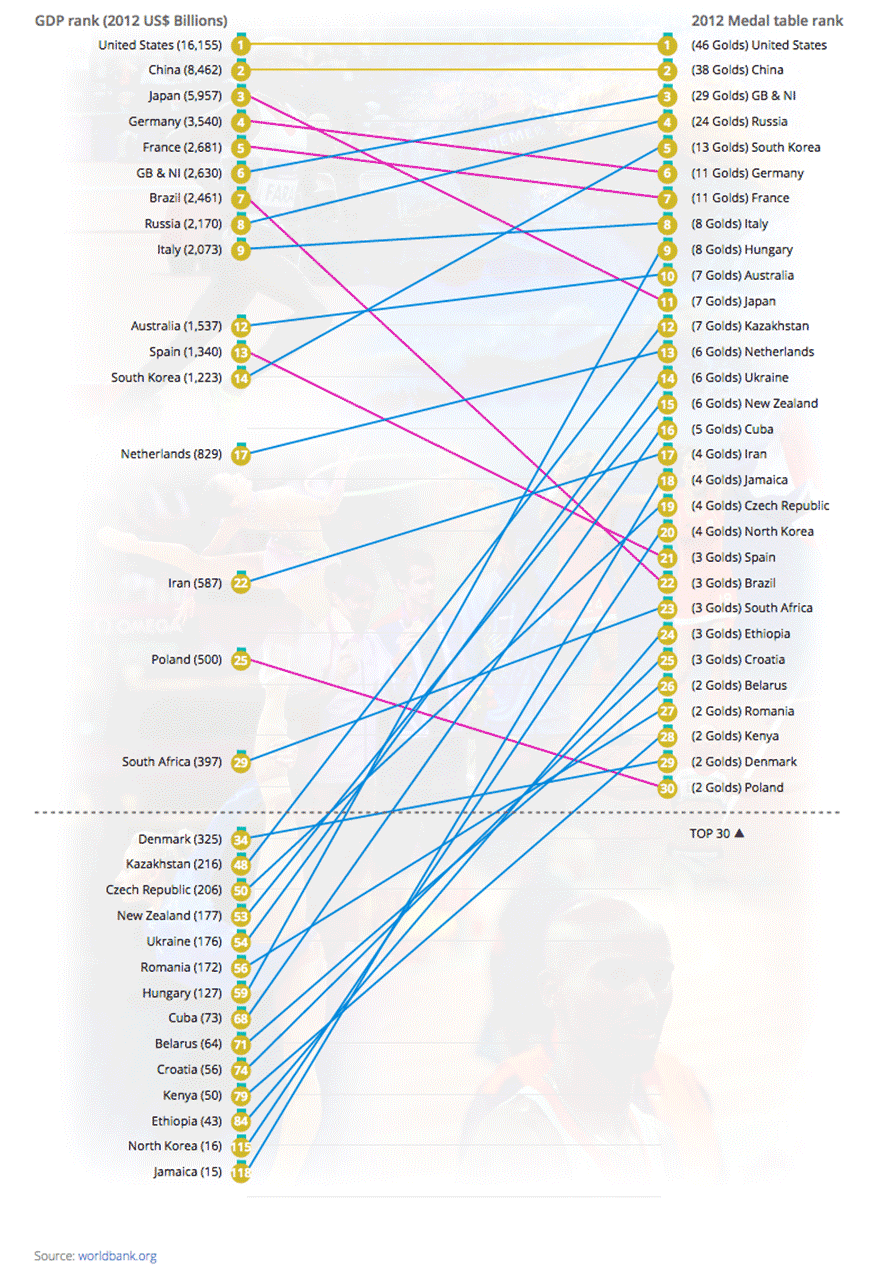 GDP rank (2012 US$ Billions) 2012 Medal table rank
United States (16,155) 1 1 (46 Golds) United States
China (8,462) 2 2 (38 Golds) China
Japan (5,957) 3 3 (29 Golds) GB & NI
Germany (3,540) 4 4 (24 Golds) Russia
France (2,681) 5 5 (13 Golds) South Korea
GB & NI (2,630) 6 6 (11 Golds) Germany
Brazil (2,461) 7 7 (11 Golds) France
Russia (2,170) 8 8 (8 Golds) Italy
Italy (2,073) 9 9 (8 Golds) Hungary
10 (7 Golds) Australia
11 (7 Golds) Japan
Australia (1,537) 12 12 (7 Golds) Kazakhstan
Spain (1,340) 13 13 (6 Golds) Netherlands
South Korea (1,223) 14 14 (6 Golds) Ukraine
15 (6 Golds) New Zealand
16 (5 Golds) Cuba
Netherlands (829) 17 17 (4 Golds) Iran
18 (4 Golds) Jamaica
19 (4 Golds) Czech Republic
20 (4 Golds) North Korea
21 (3 Golds) Spain
Iran (587) 22 22 (3 Golds) Brazil
23 (3 Golds) South Africa
24 (3 Golds) Ethiopia
Poland (500) 25 25 (3 Golds) Croatia
26 (2 Golds) Belarus
27 (2 Golds) Romania
28 (2 Golds) Kenya
South Africa (397) 29 29 (2 Golds) Denmark
30 (2 Golds) Poland
TOP 30 ▲
Denmark (325) 34
Kazakhstan (216) 48
Czech Republic (206) 50
New Zealand (177) 53
Ukraine (176) 54
Romania (172) 56
Hungary (127) 59
Cuba (73) 68
Belarus (64) 71
Croatia (56) 74
Kenya (50) 79
Ethiopia (43) 84
North Korea (16) 115
Jamaica (15) 118
Source: worldbank.org